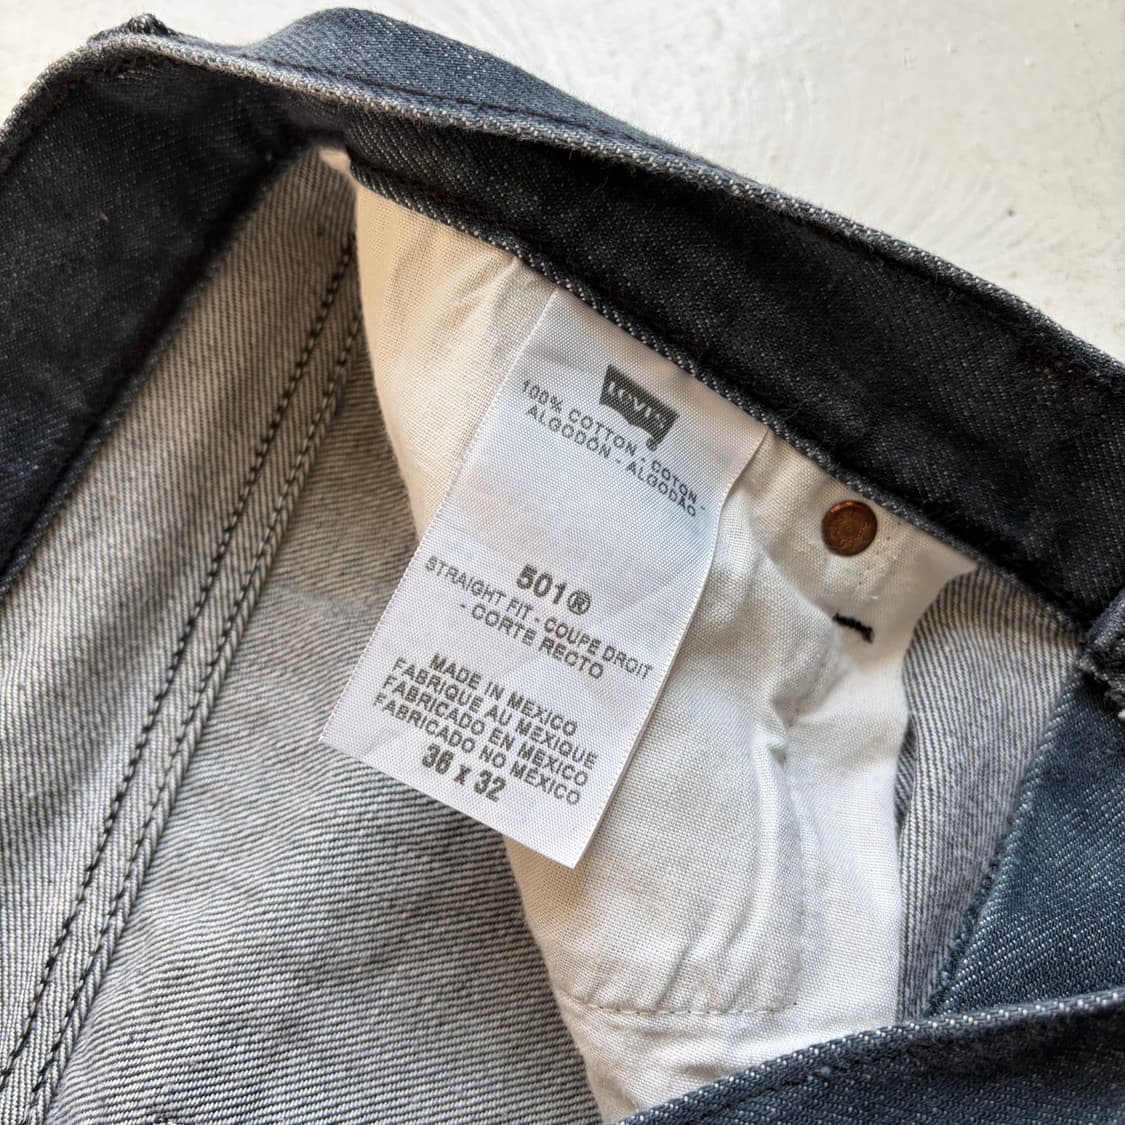 LEVI'S
®
100% COTTON - COTON -
ALGODÓN - ALGODÃO
501®
STRAIGHT FIT - COUPE DROIT
- CORTE RECTO
MADE IN MEXICO
FABRIQUE AU MEXIQUE
FABRICADO EN MEXICO
FABRICADO NO MÉXICO
36 x 32